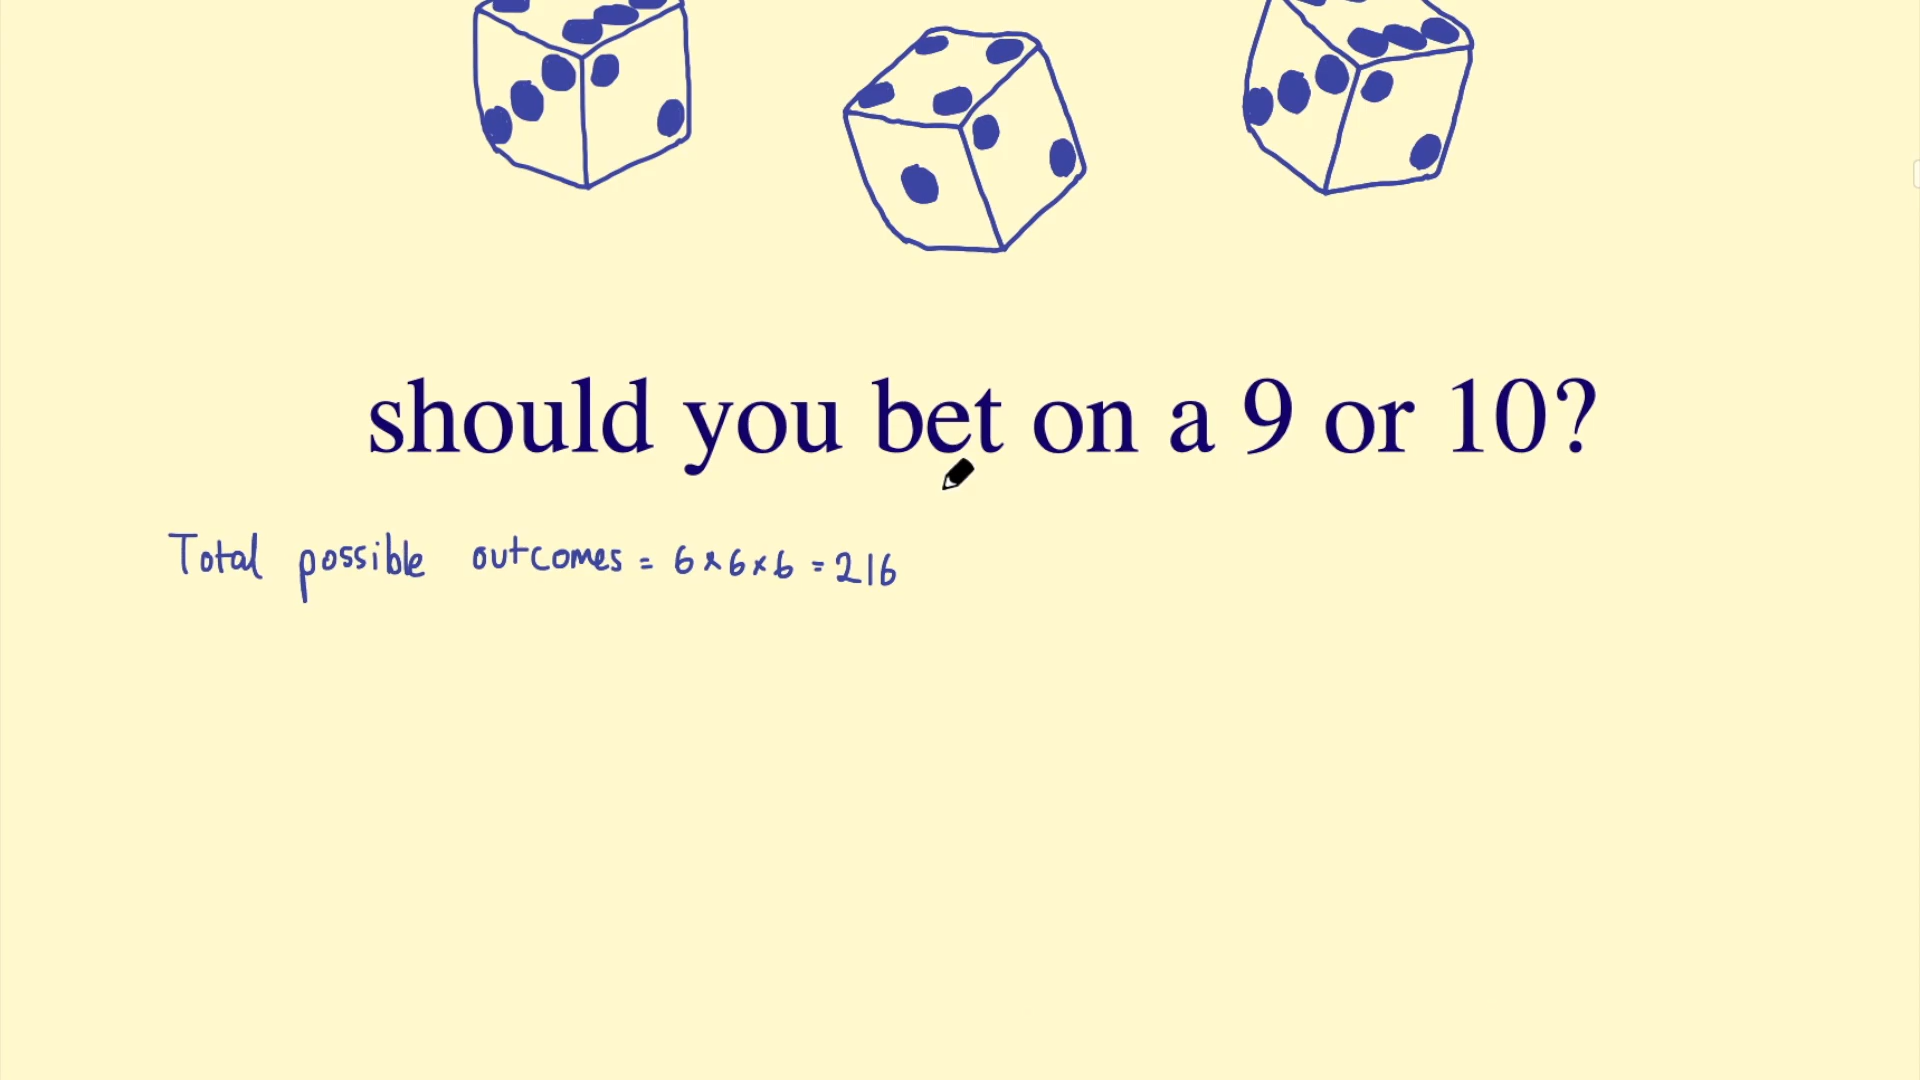 should you bet on a 9 or 10?
Total possible outcomes = 6 x 6 x 6 = 216